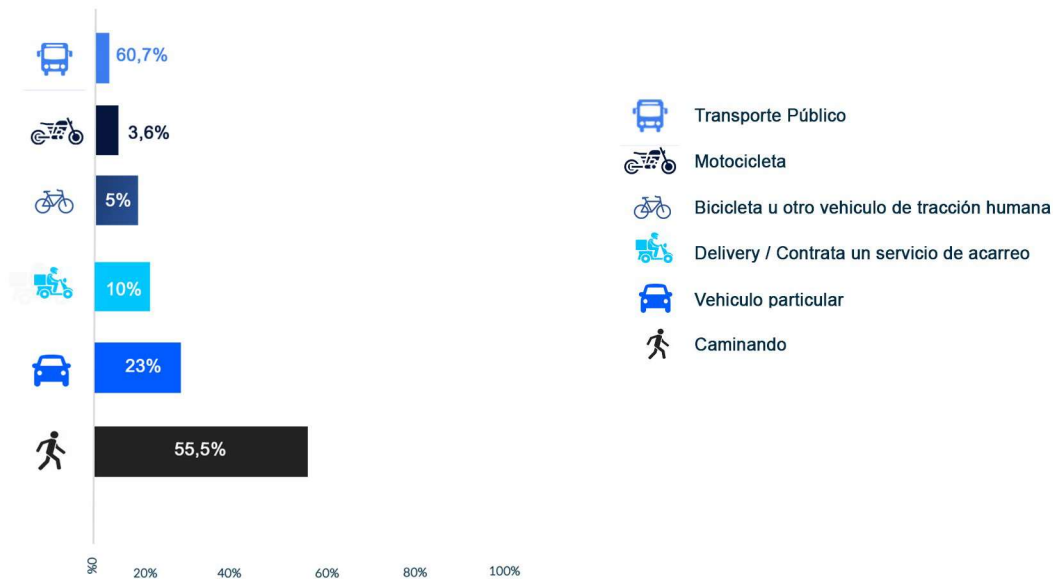 60,7%
3,6%
5%
10%
23%
55,5%
0%
20%
40%
60%
80%
100%
Transporte Público
Motocicleta
Bicicleta u otro vehiculo de tracción humana
Delivery / Contrata un servicio de acarreo
Vehiculo particular
Caminando